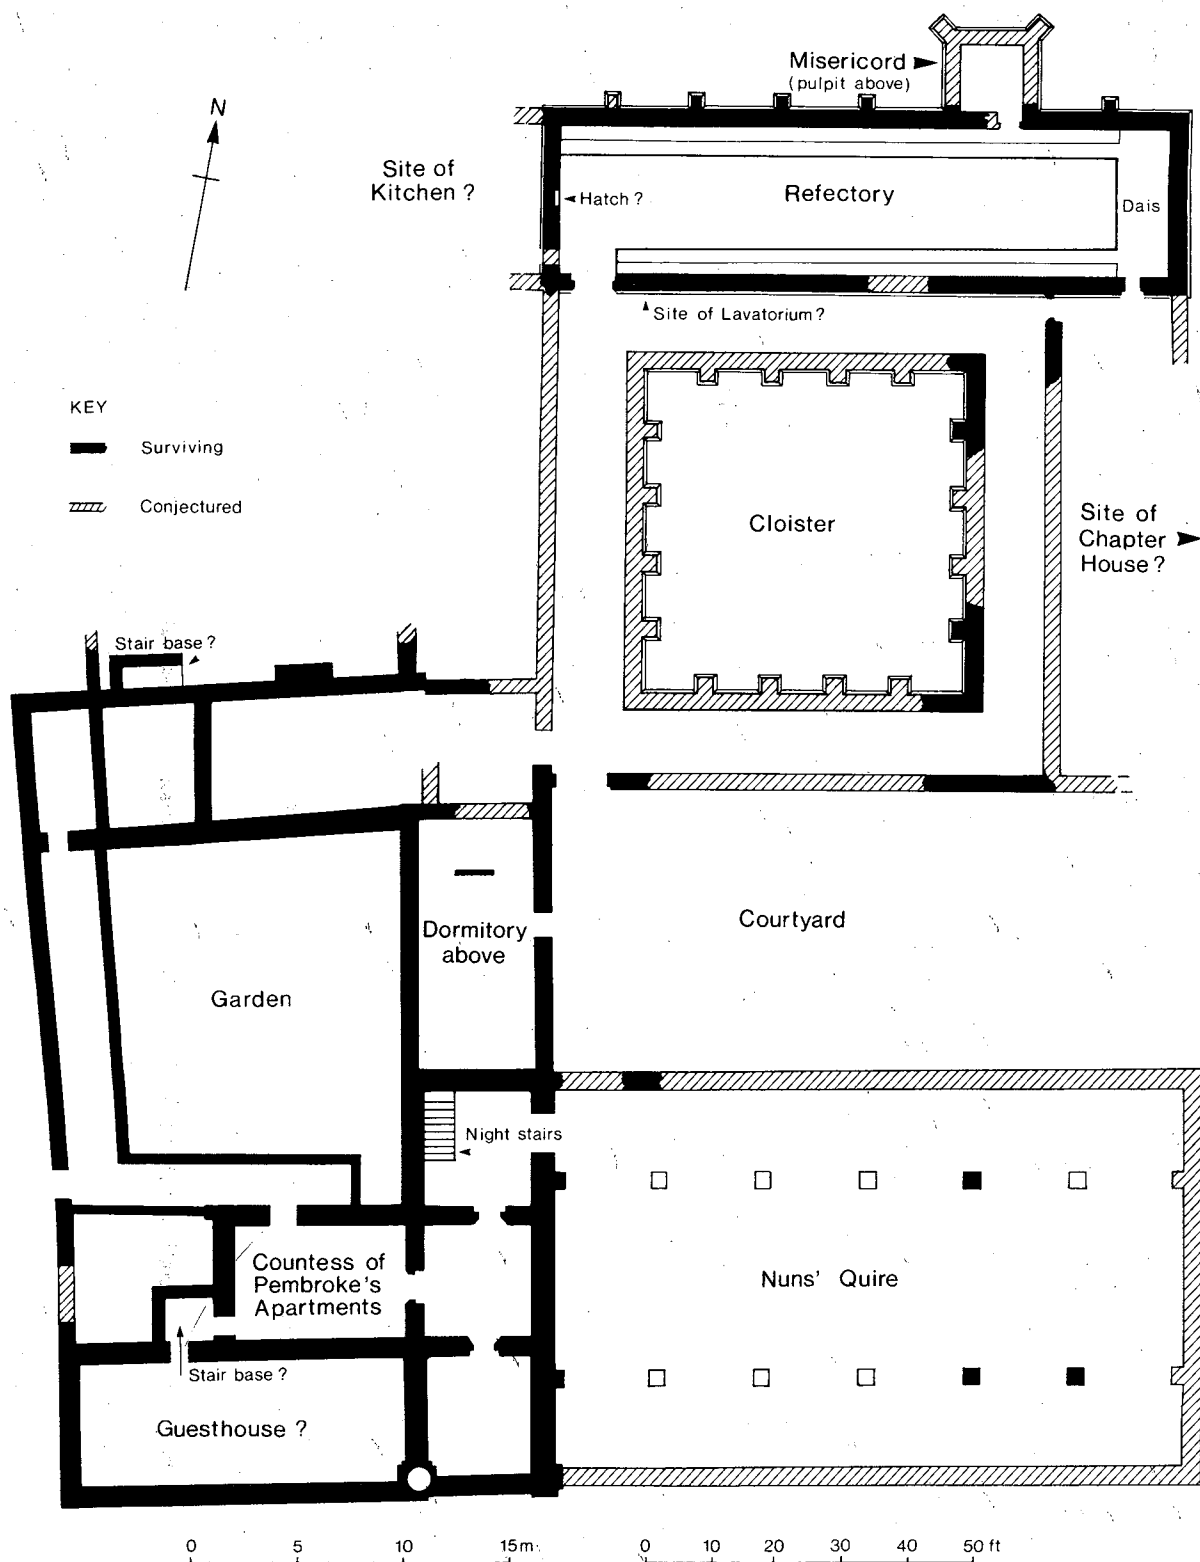 N
Misericord
(pulpit above)
Site of
Kitchen ?
Hatch ?
Refectory
Dais
Site of Lavatorium ?
KEY
Surviving
Conjectured
Cloister
Site of
Chapter
House ?
Stair base ?
Dormitory
above
Courtyard
Garden
Night stairs
Countess of
Pembroke's
Apartments
Nuns' Quire
Stair base ?
Guesthouse ?
0 5 10 15 m
0 10 20 30 40 50 ft